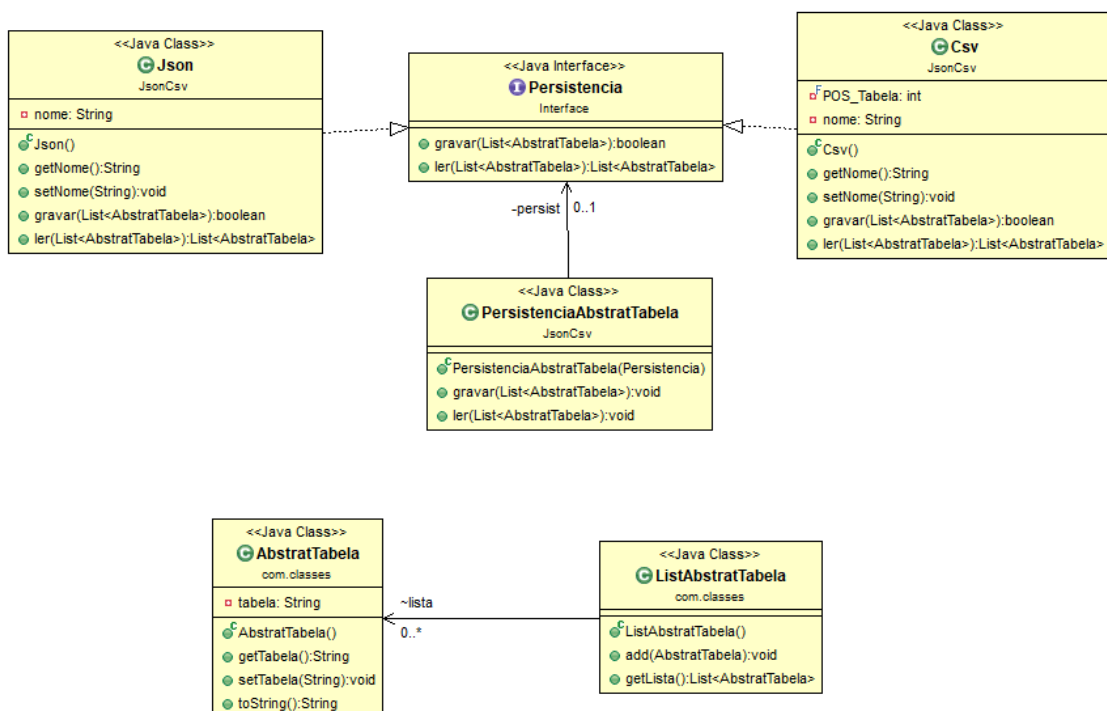 <<Java Class>>
Json
JsonCsv
nome: String
Json()
getNome():String
setNome(String):void
gravar(List<AbstratTabela>):boolean
ler(List<AbstratTabela>):List<AbstratTabela>
<<Java Interface>>
Persistencia
Interface
gravar(List<AbstratTabela>):boolean
ler(List<AbstratTabela>):List<AbstratTabela>
<<Java Class>>
Csv
JsonCsv
POS_Tabela: int
nome: String
Csv()
getNome():String
setNome(String):void
gravar(List<AbstratTabela>):boolean
ler(List<AbstratTabela>):List<AbstratTabela>
-persist 0..1
<<Java Class>>
PersistenciaAbstratTabela
JsonCsv
PersistenciaAbstratTabela(Persistencia)
gravar(List<AbstratTabela>):void
ler(List<AbstratTabela>):void
<<Java Class>>
AbstratTabela
com.classes
tabela: String
AbstratTabela()
getTabela():String
setTabela(String):void
toString():String
~lista
0..*
<<Java Class>>
ListAbstratTabela
com.classes
ListAbstratTabela()
add(AbstratTabela):void
getLista():List<AbstratTabela>